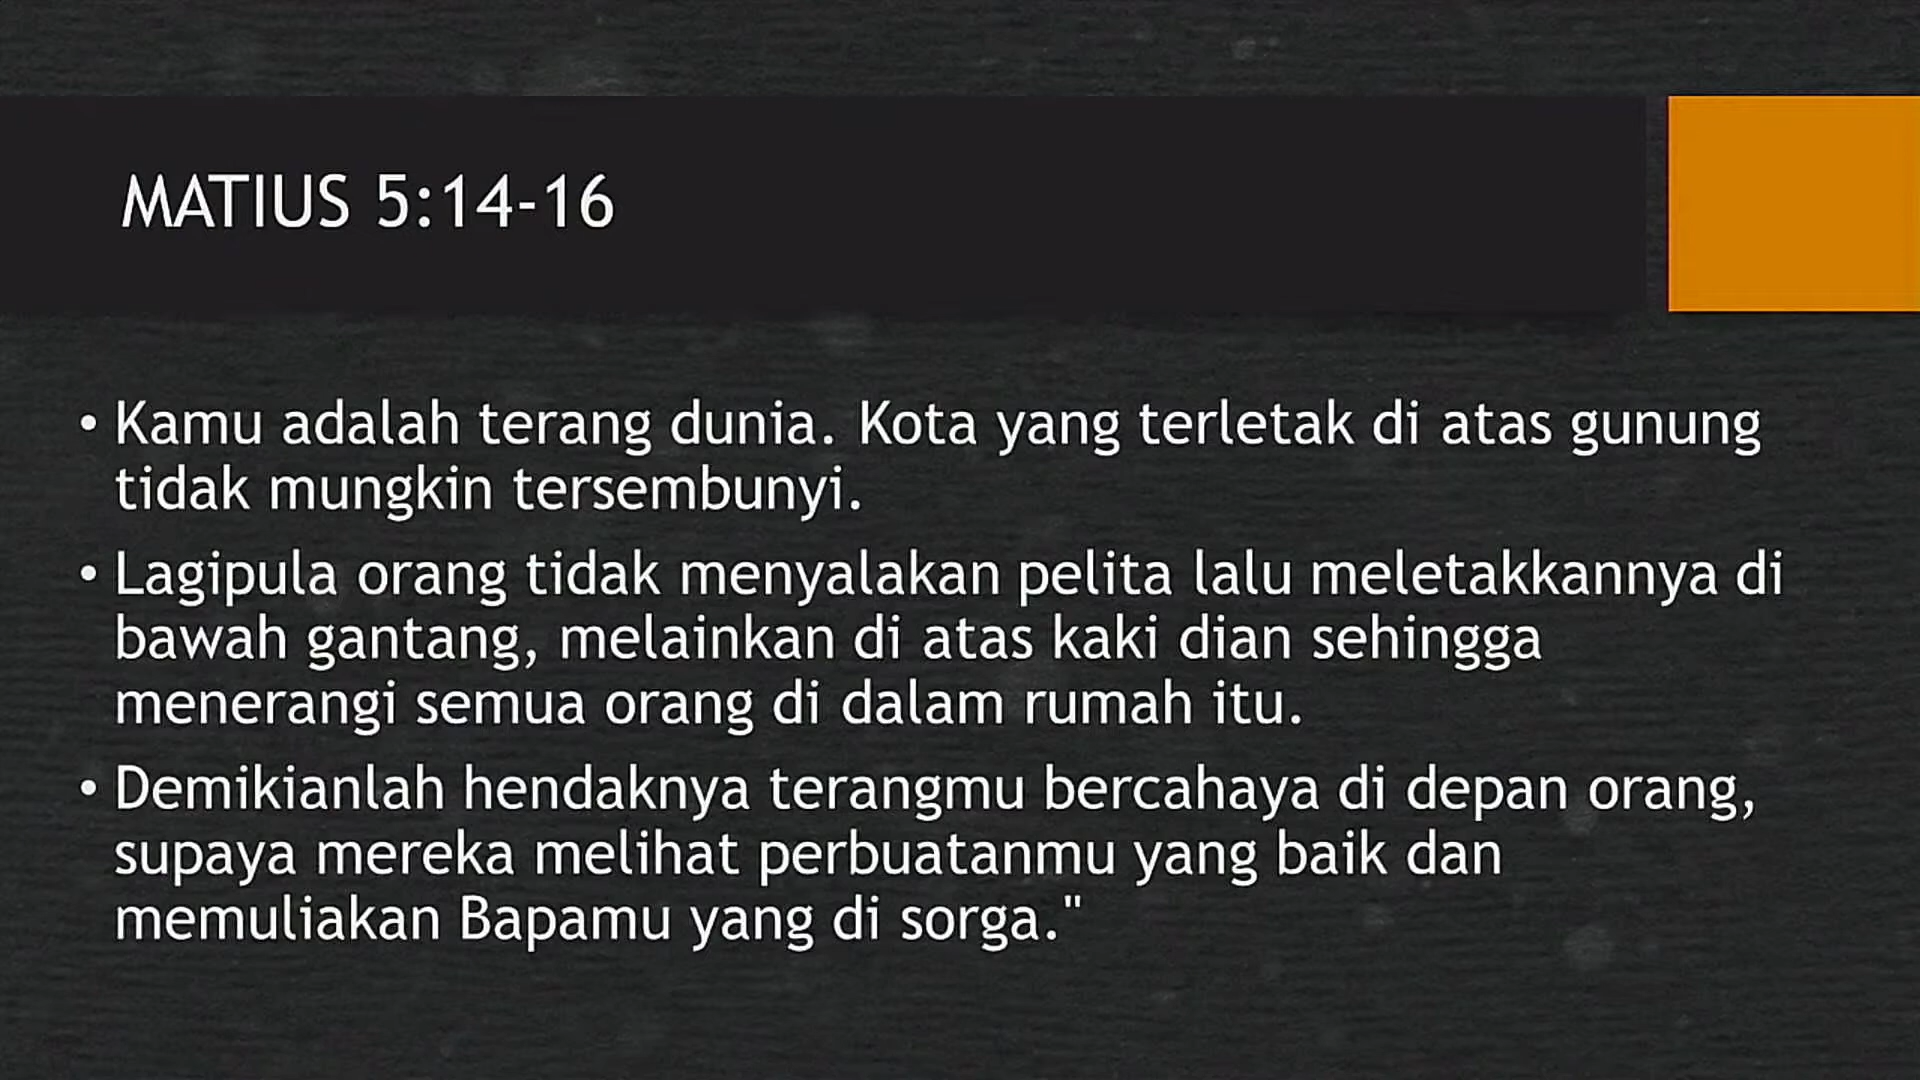 MATIUS 5:14-16
• Kamu adalah terang dunia. Kota yang terletak di atas gunung
tidak mungkin tersembunyi.
• Lagipula orang tidak menyalakan pelita lalu meletakkannya di
bawah gantang, melainkan di atas kaki dian sehingga
menerangi semua orang di dalam rumah itu.
• Demikianlah hendaknya terangmu bercahaya di depan orang,
supaya mereka melihat perbuatanmu yang baik dan
memuliakan Bapamu yang di sorga."